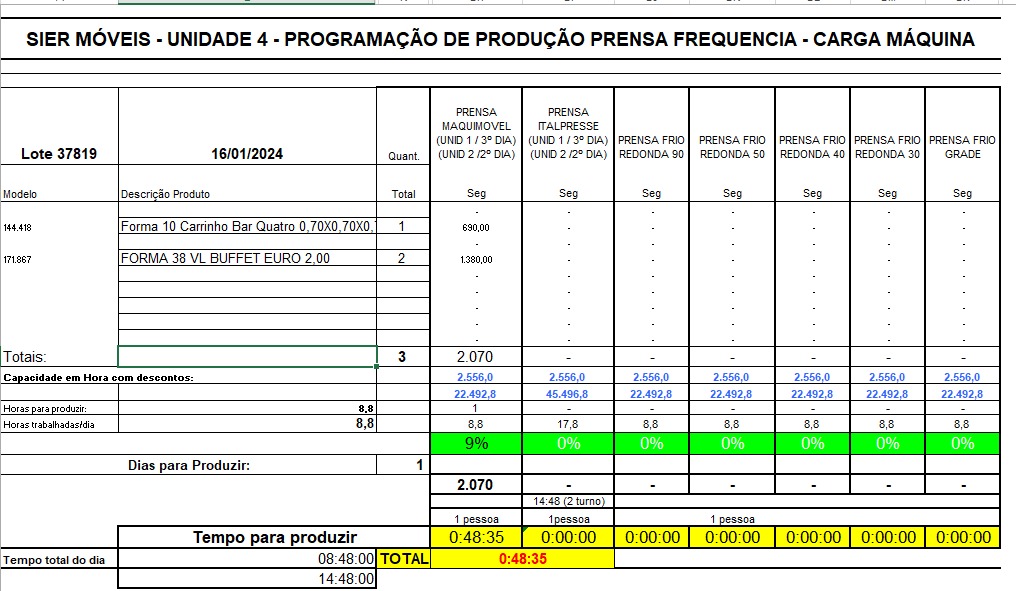 SIER MÓVEIS - UNIDADE 4 - PROGRAMAÇÃO DE PRODUÇÃO PRENSA FREQUENCIA - CARGA MÁQUINA
Lote 37819 16/01/2024 Quant.
PRENSA MAQUIMOVEL (UNID 1 / 3º DIA) (UNID 2 /2º DIA)
PRENSA ITALPRESSE (UNID 1 / 3º DIA) (UNID 2 /2º DIA)
PRENSA FRIO REDONDA 90
PRENSA FRIO REDONDA 50
PRENSA FRIO REDONDA 40
PRENSA FRIO REDONDA 30
PRENSA FRIO GRADE
Modelo Descrição Produto Total Seg Seg Seg Seg Seg Seg Seg
- - - - - - -
144.418 Forma 10 Carrinho Bar Quatro 0,70X0,70X0, 1 690,00 - - - - - -
- - - - - - -
171.867 FORMA 38 VL BUFFET EURO 2,00 2 1.380,00 - - - - - -
- - - - - - -
- - - - - - -
- - - - - - -
- - - - - - -
- - - - - - -
Totais: 3 2.070 - - - - - -
Capacidade em Hora com descontos: 2.556,0 2.556,0 2.556,0 2.556,0 2.556,0 2.556,0 2.556,0
22.492,8 45.496,8 22.492,8 22.492,8 22.492,8 22.492,8 22.492,8
Horas para produzir: 8,8 1 - - - - - -
Horas trabalhadas/dia 8,8 8,8 17,8 8,8 8,8 8,8 8,8 8,8
9% 0% 0% 0% 0% 0% 0%
Dias para Produzir: 1
2.070 - - - - - -
14:48 (2 turno)
1 pessoa 1pessoa 1 pessoa
Tempo para produzir 0:48:35 0:00:00 0:00:00 0:00:00 0:00:00 0:00:00 0:00:00
Tempo total do dia 08:48:00 TOTAL 0:48:35
14:48:00